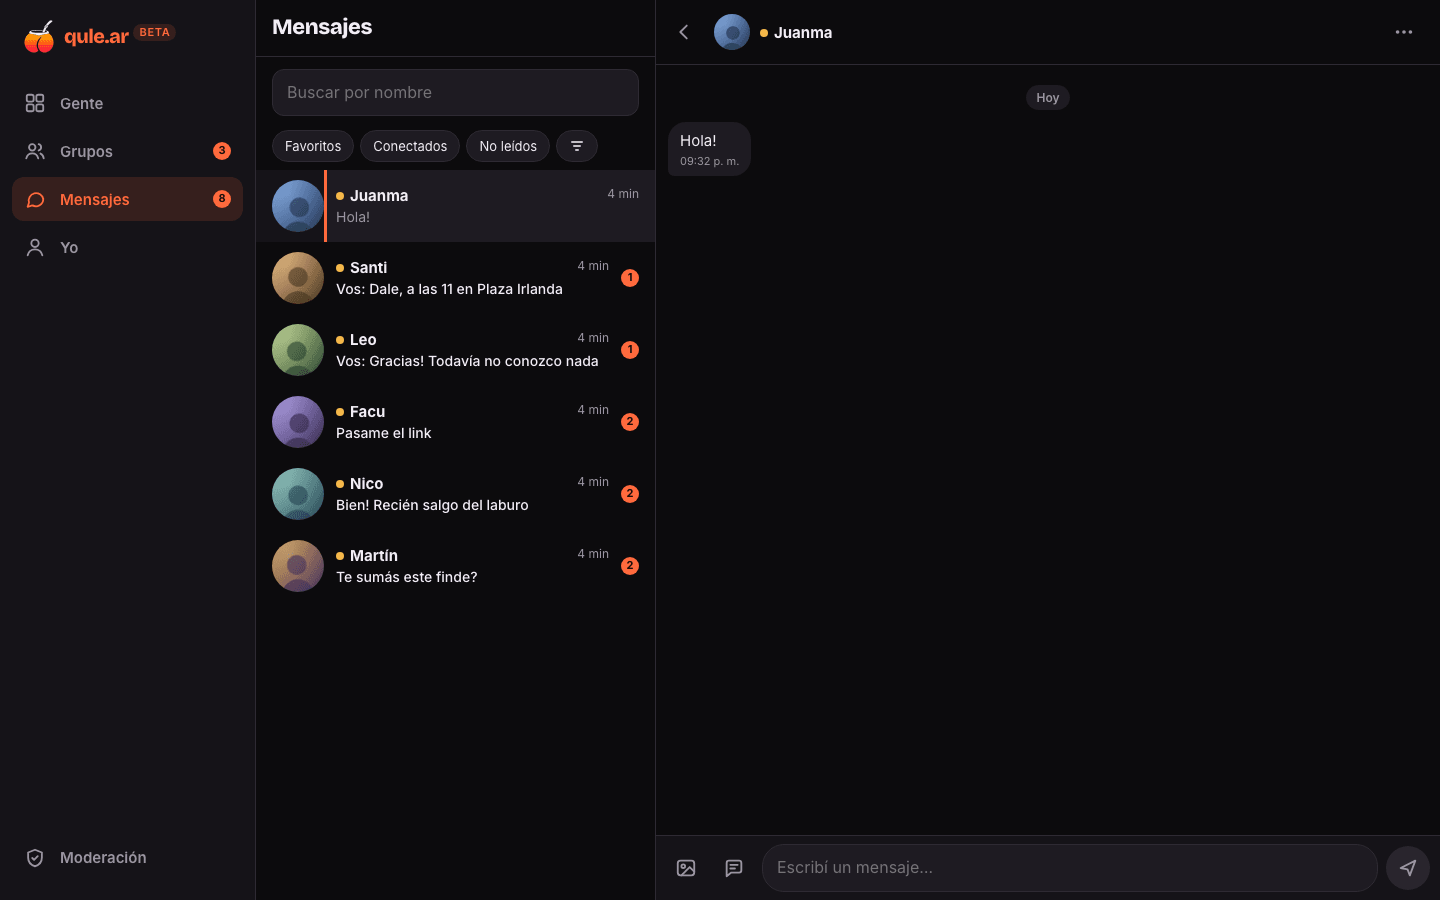 qule.ar BETA
Gente
Grupos 3
Mensajes 8
Yo
Moderación
Mensajes
Buscar por nombre
Favoritos Conectados No leídos
Juanma 4 min
Hola!
Santi 4 min 1
Vos: Dale, a las 11 en Plaza Irlanda
Leo 4 min 1
Vos: Gracias! Todavía no conozco nada
Facu 4 min 2
Pasame el link
Nico 4 min 2
Bien! Recién salgo del laburo
Martín 4 min 2
Te sumás este finde?
Juanma
Hoy
Hola!
09:32 p. m.
Escribí un mensaje...